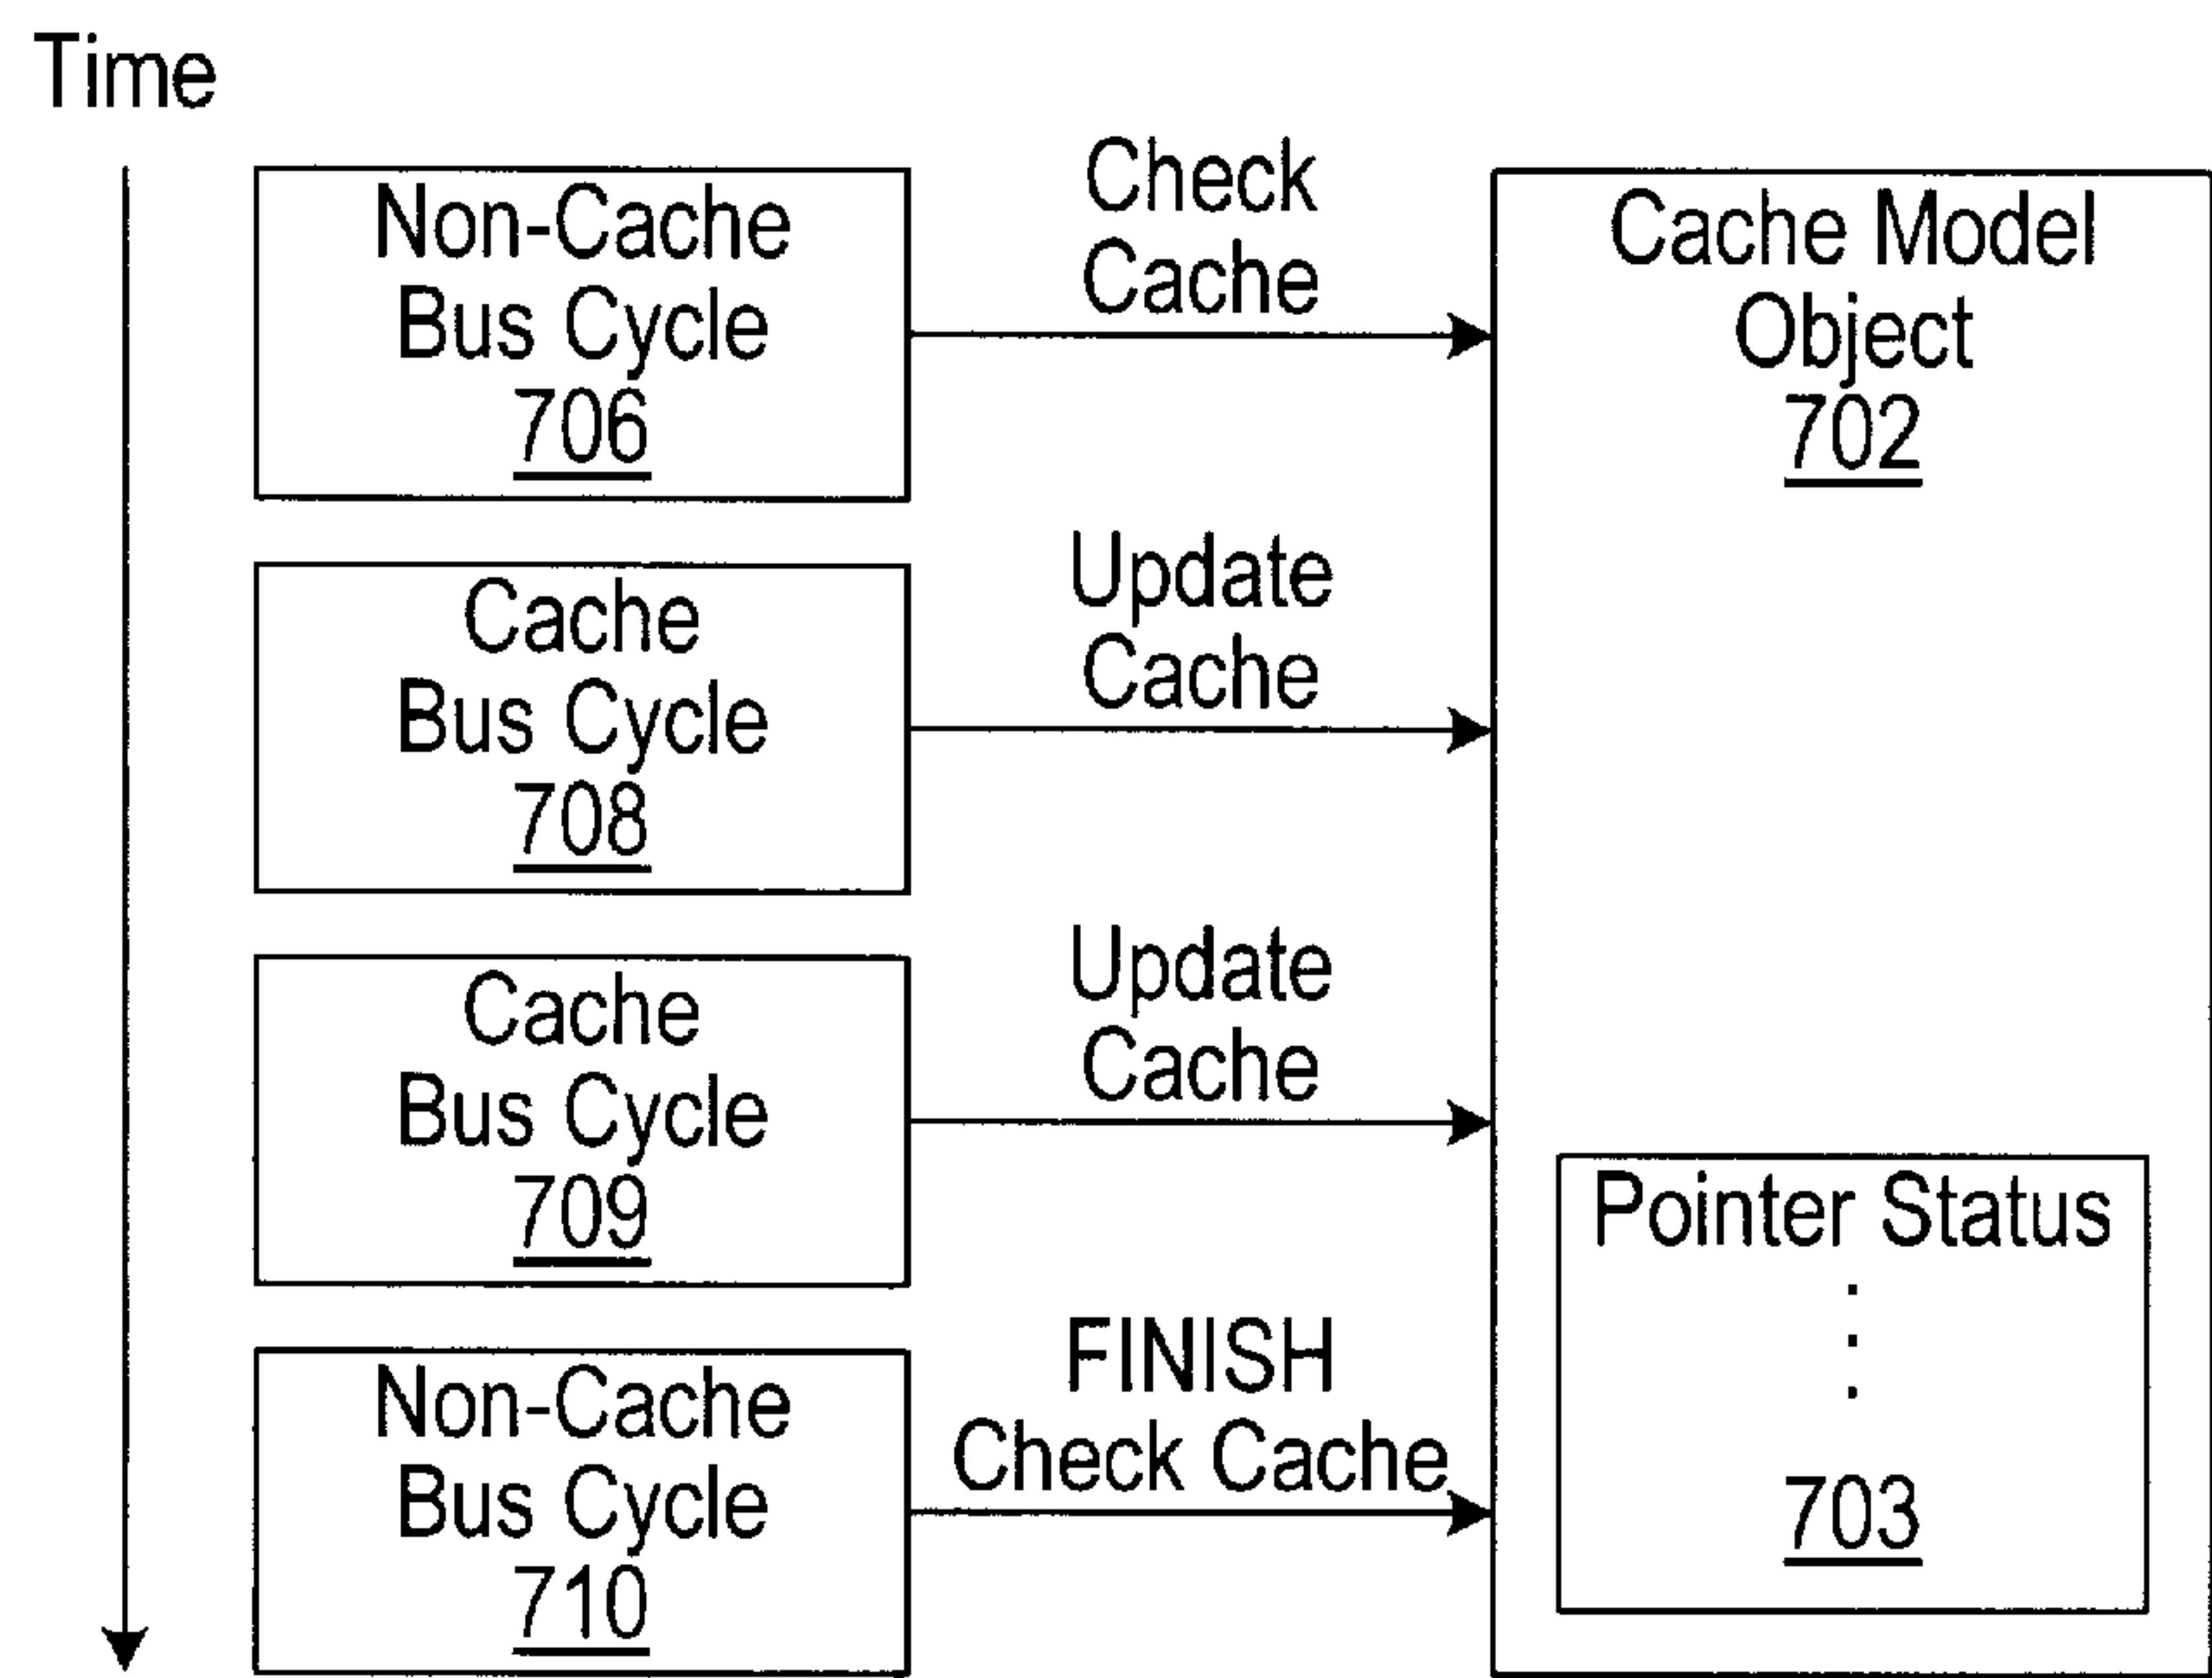 Time
Non-Cache
Bus Cycle
706
Check
Cache
Cache Model
Object
702
Cache
Bus Cycle
708
Update
Cache
Cache
Bus Cycle
709
Update
Cache
Non-Cache
Bus Cycle
710
FINISH
Check Cache
Pointer Status
.
.
.
703